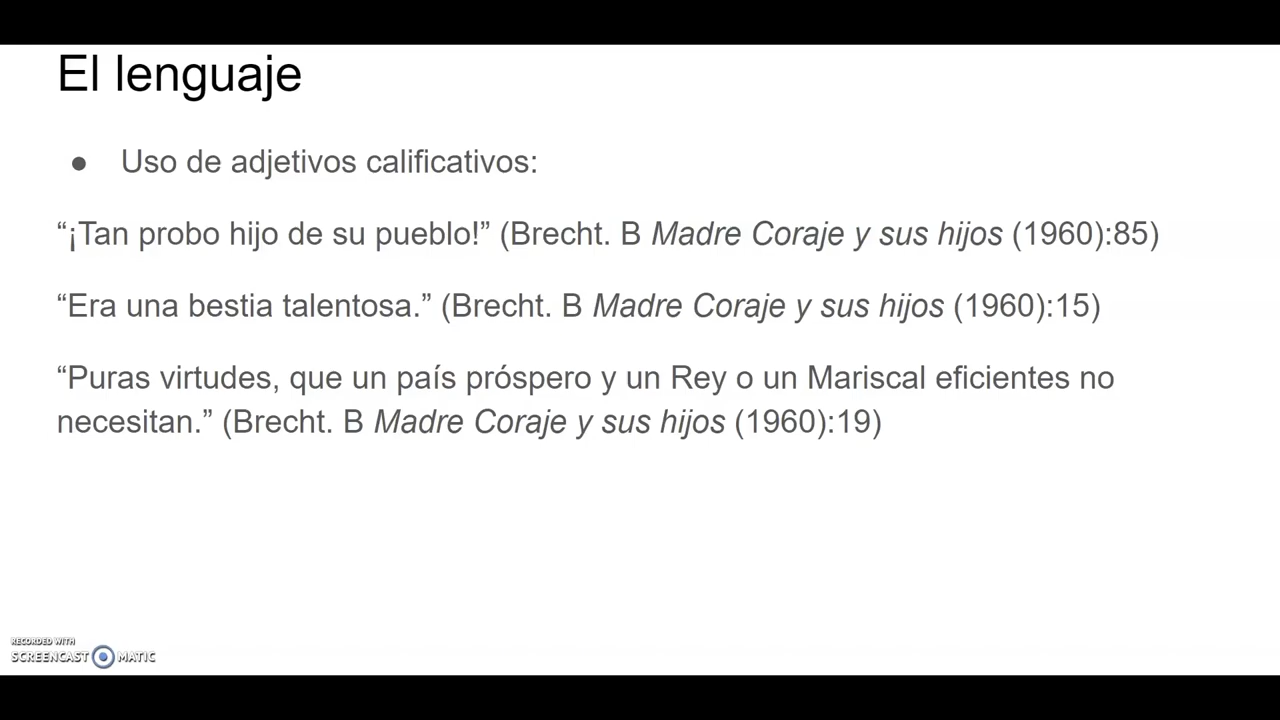 El lenguaje
● Uso de adjetivos calificativos:
“¡Tan probo hijo de su pueblo!” (Brecht. B Madre Coraje y sus hijos (1960):85)
“Era una bestia talentosa.” (Brecht. B Madre Coraje y sus hijos (1960):15)
“Puras virtudes, que un país próspero y un Rey o un Mariscal eficientes no
necesitan.” (Brecht. B Madre Coraje y sus hijos (1960):19)
RECORDED WITH
SCREENCAST MATIC